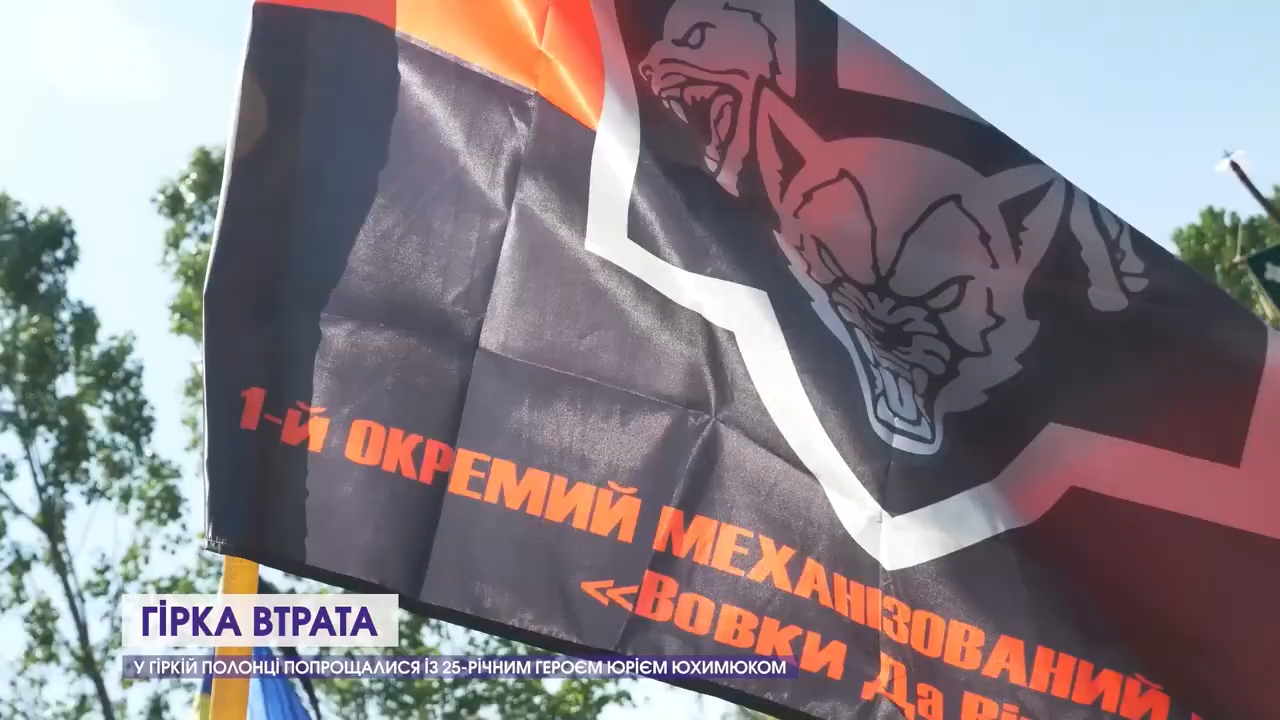 1-й ОКРЕМИЙ МЕХАНІЗОВАНИЙ
«Вовки Да
ГІРКА ВТРАТА
У ГІРКІЙ ПОЛОНЦІ ПОПРОЩАЛИСЯ ІЗ 25-РІЧНИМ ГЕРОЄМ ЮРІЄМ ЮХИМЮКОМ